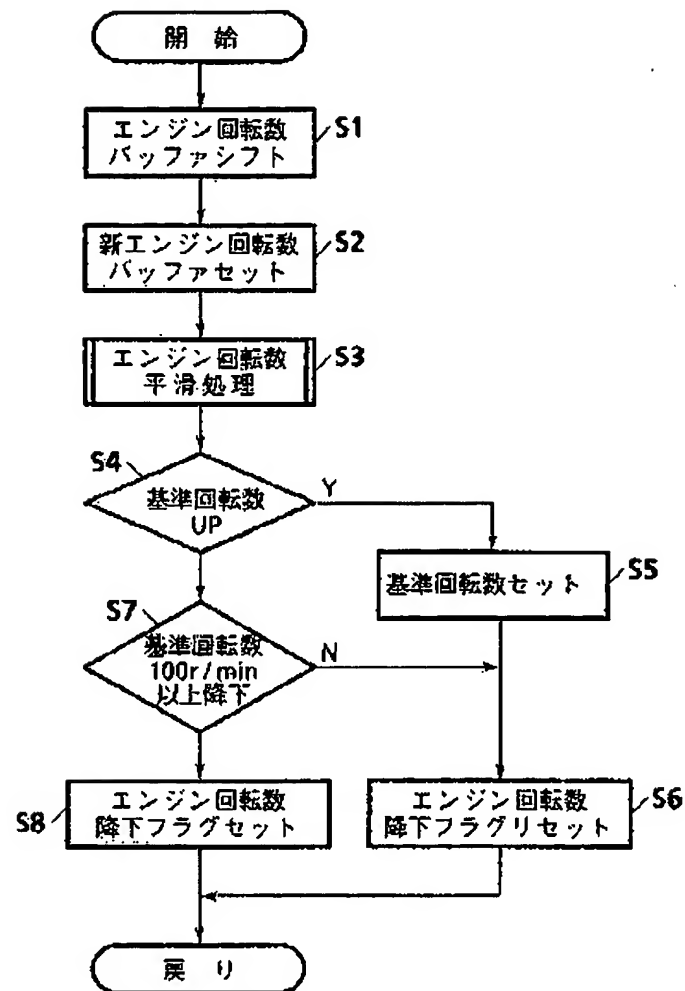 開 始
エンジン回転数
バッファシフト
S1
新エンジン回転数
バッファセット
S2
エンジン回転数
平滑処理
S3
S4
基準回転数
UP
Y
基準回転数セット
S5
S7
基準回転数
100r/min
以上降下
N
S8
エンジン回転数
降下フラグセット
エンジン回転数
降下フラグリセット
S6
戻 り